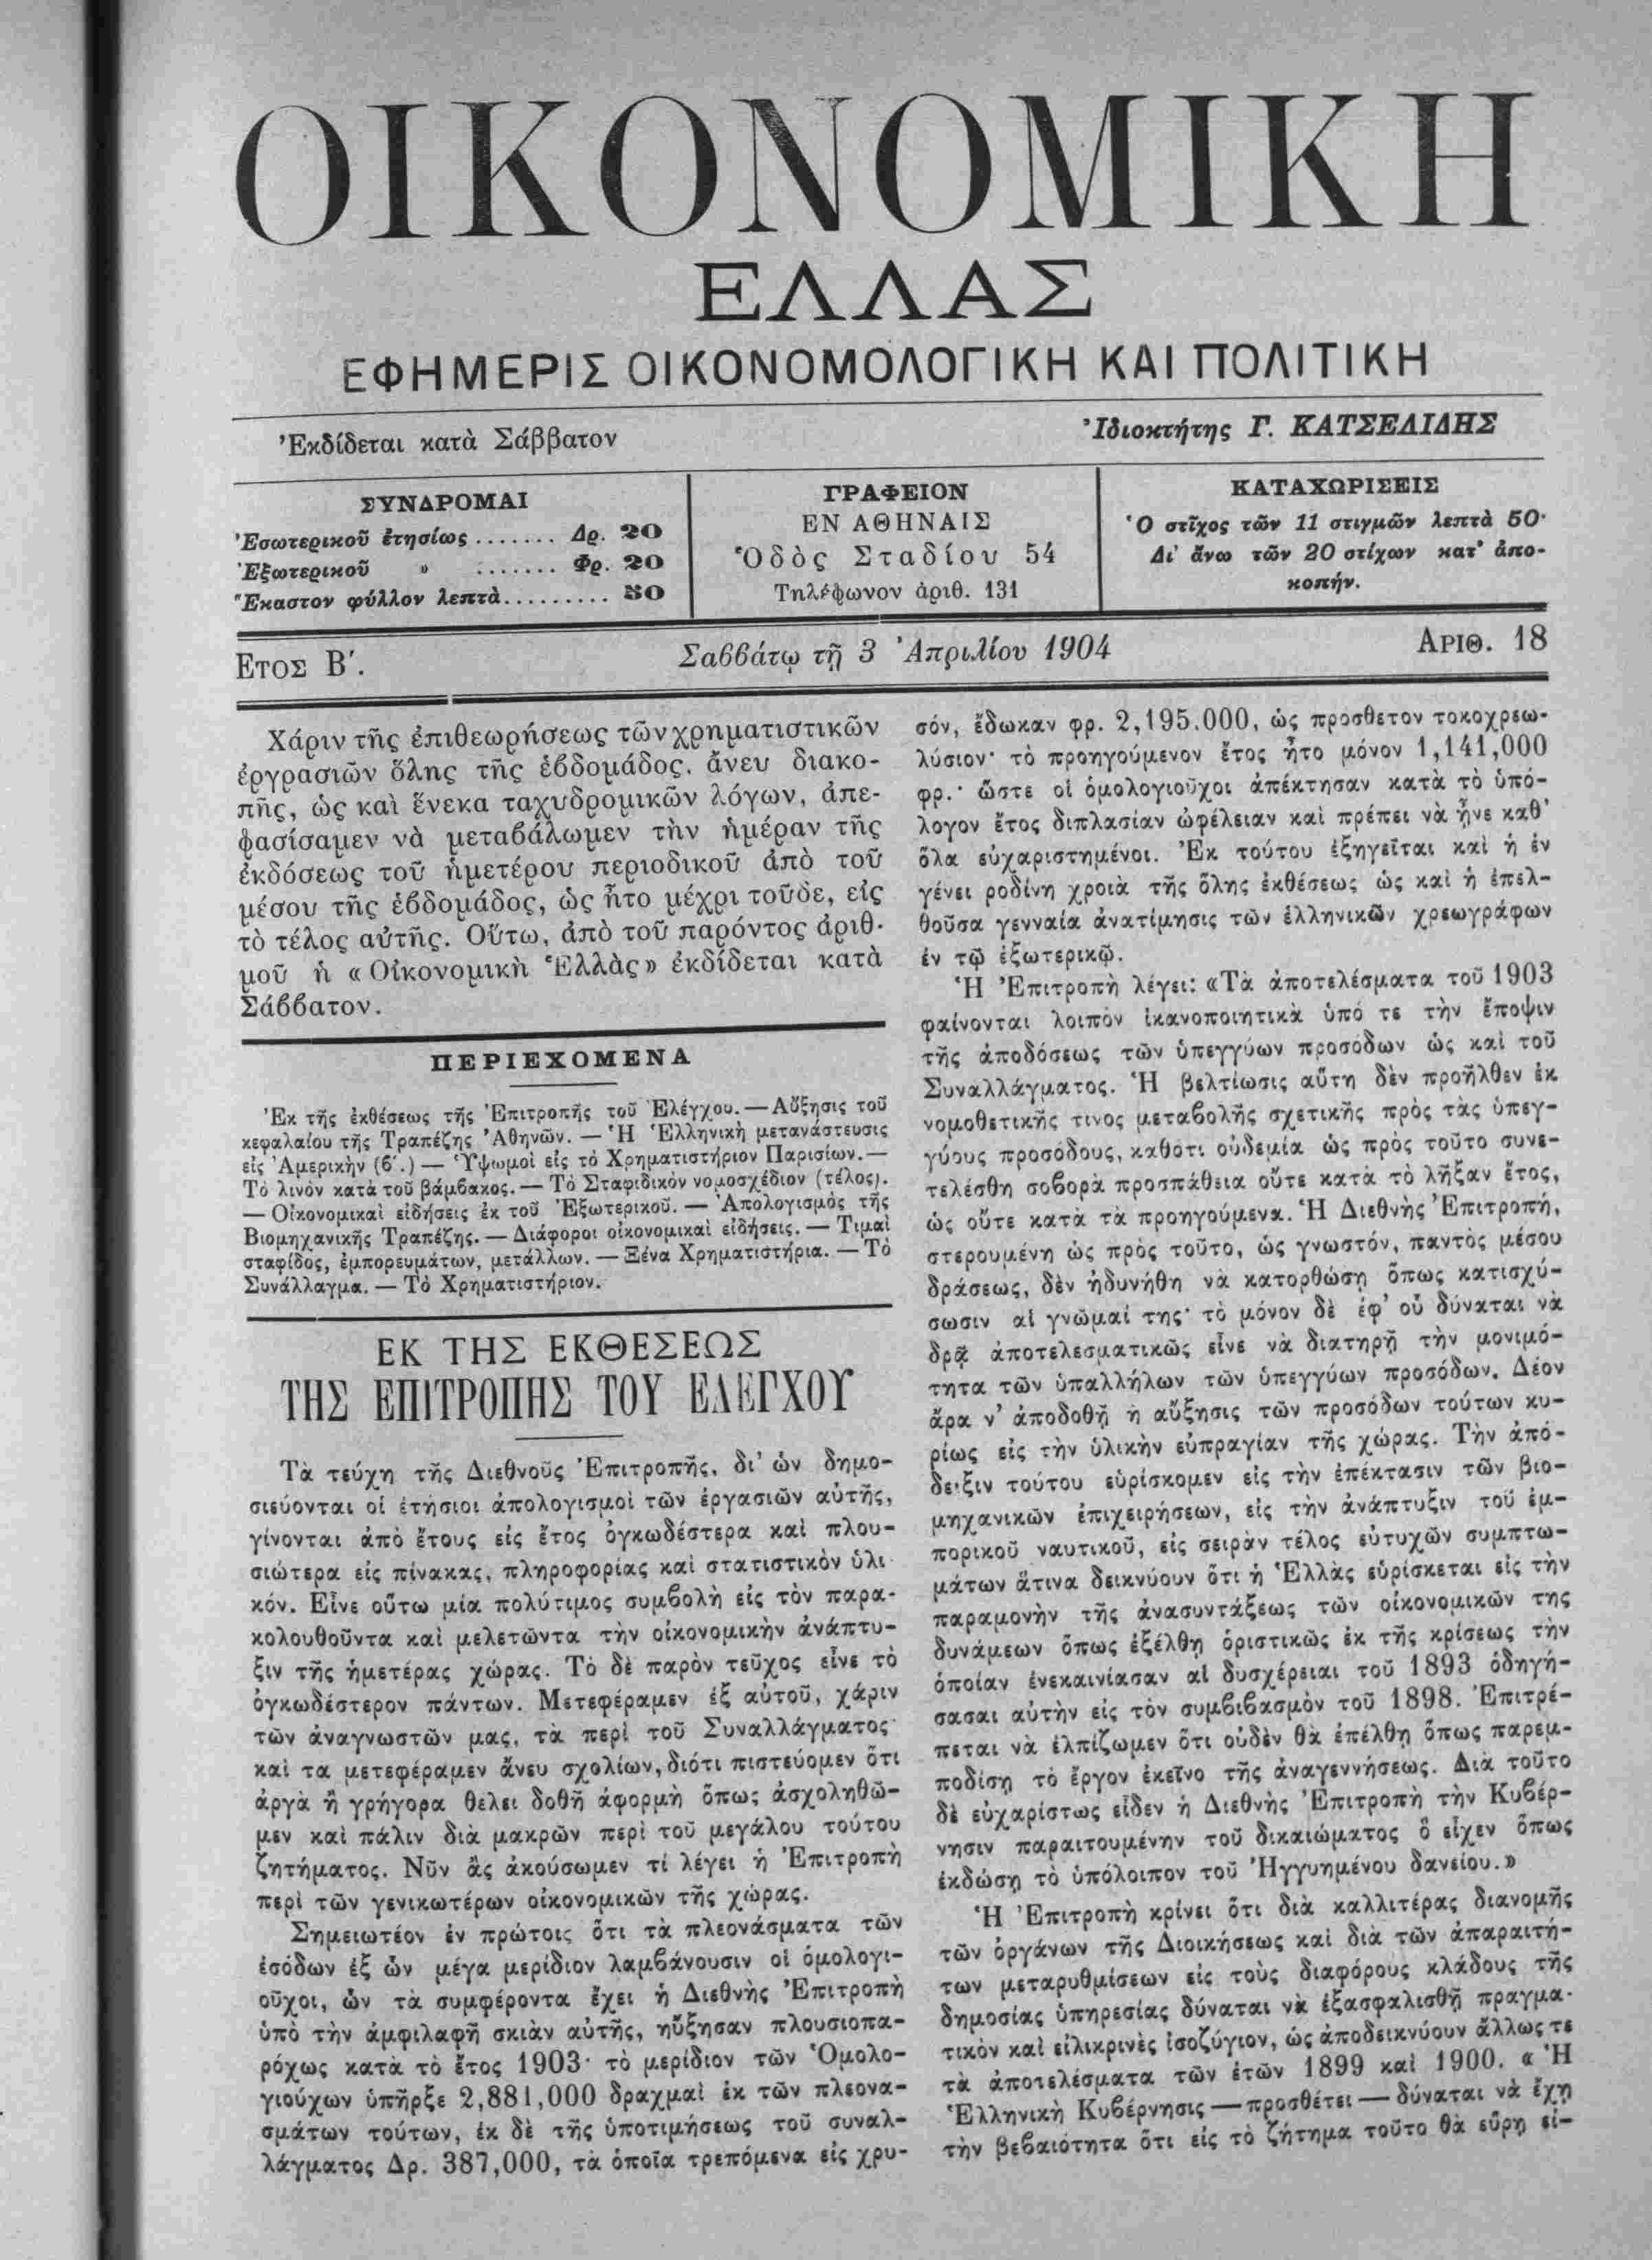 ΟΙΚΟΝΟΜΙΚΗ
ΕΛΛΑΣ
ΕΦΗΜΕΡΙΣ ΟΙΚΟΝΟΜΟΛΟΓΙΚΗ ΚΑΙ ΠΟΛΙΤΙΚΗ
Ἐκδίδεται κατὰ Σάββατον
Ἰδιοκτήτης Γ. ΚΑΤΣΕΛΙΔΗΣ
ΣΥΝΔΡΟΜΑΙ
Ἐσωτερικοῦ ἐτησίως ....... Δρ. 20
Ἐξωτερικοῦ » ....... Φρ. 20
Ἕκαστον φύλλον λεπτὰ......... 50
ΓΡΑΦΕΙΟΝ
ΕΝ ΑΘΗΝΑΙΣ
Ὁδὸς Σταδίου 54
Τηλέφωνον ἀριθ. 131
ΚΑΤΑΧΩΡΙΣΕΙΣ
Ὁ στῖχος τῶν 11 στιγμῶν λεπτὰ 50·
Δι' ἄνω τῶν 20 στίχων κατ' ἀπο-
κοπήν.
ΕΤΟΣ Β΄.
Σαββάτῳ τῇ 3 Ἀπριλίου 1904
ΑΡΙΘ. 18
Χάριν τῆς ἐπιθεωρήσεως τῶν χρηματιστικῶν
ἐργρασιῶν ὅλης τῆς ἑβδομάδος, ἄνευ διακο-
πῆς, ὡς καὶ ἕνεκα ταχυδρομικῶν λόγων, ἀπε-
φασίσαμεν νὰ μεταβάλωμεν τὴν ἡμέραν τῆς
ἐκδόσεως τοῦ ἡμετέρου περιοδικοῦ ἀπὸ τοῦ
μέσου τῆς ἑβδομάδος, ὡς ἦτο μέχρι τοῦδε, εἰς
τὸ τέλος αὐτῆς. Οὕτω, ἀπὸ τοῦ παρόντος ἀριθ-
μοῦ ἡ «Οἰκονομικὴ Ἑλλὰς» ἐκδίδεται κατὰ
Σάββατον.
ΠΕΡΙΕΧΟΜΕΝΑ
Ἐκ τῆς ἐκθέσεως τῆς Ἐπιτροπῆς τοῦ Ἐλέγχου.—Αὔξησις τοῦ
κεφαλαίου τῆς Τραπέζης Ἀθηνῶν. — Ἡ Ἑλληνικὴ μετανάστευσις
εἰς Ἀμερικὴν (β΄.) — Ὑψωμοὶ εἰς τὸ Χρηματιστήριον Παρισίων.—
Τὸ λινὸν κατὰ τοῦ βάμβακος.— Τὸ Σταφιδικὸν νομοσχέδιον (τέλος).
— Οἰκονομικαὶ εἰδήσεις ἐκ τοῦ Ἐξωτερικοῦ. — Ἀπολογισμὸς τῆς
Βιομηχανικῆς Τραπέζης.— Διάφοροι οἰκονομικαὶ εἰδήσεις. — Τιμαὶ
σταφίδος, ἐμπορευμάτων, μετάλλων. — Ξένα Χρηματιστήρια. — Τὸ
Συνάλλαγμα. — Τὸ Χρηματιστήριον.
ΕΚ ΤΗΣ ΕΚΘΕΣΕΩΣ
ΤΗΣ ΕΠΙΤΡΟΠΗΣ ΤΟΥ ΕΛΕΓΧΟΥ
Τὰ τεύχη τῆς Διεθνοῦς Ἐπιτροπῆς, δι' ὧν δημο-
σιεύονται οἱ ἐτήσιοι ἀπολογισμοὶ τῶν ἐργασιῶν αὐτῆς,
γίνονται ἀπὸ ἔτους εἰς ἔτος ὀγκωδέστερα καὶ πλου-
σιώτερα εἰς πίνακας, πληροφορίας καὶ στατιστικὸν ὑλι-
κόν. Εἶνε οὕτω μία πολύτιμος συμβολὴ εἰς τὸν παρα-
κολουθοῦντα καὶ μελετῶντα τὴν οἰκονομικὴν ἀνάπτυ-
ξιν τῆς ἡμετέρας χώρας. Τὸ δὲ παρὸν τεῦχος εἶνε τὸ
ὀγκωδέστερον πάντων. Μετεφέραμεν ἐξ αὐτοῦ, χάριν
τῶν ἀναγνωστῶν μας, τὰ περὶ τοῦ Συναλλάγματος
καὶ τα μετεφέραμεν ἄνευ σχολίων, διότι πιστεύομεν ὅτι
ἀργὰ ἢ γρήγορα θελει δοθῆ ἀφορμὴ ὅπως ἀσχοληθῶ-
μεν καὶ πάλιν διὰ μακρῶν περὶ τοῦ μεγάλου τούτου
ζητήματος. Νῦν ἂς ἀκούσωμεν τί λέγει ἡ Ἐπιτροπὴ
περὶ τῶν γενικωτέρων οἰκονομικῶν τῆς χώρας.
Σημειωτέον ἐν πρώτοις ὅτι τὰ πλεονάσματα τῶν
ἐσόδων ἐξ ὧν μέγα μερίδιον λαμβάνουσιν οἱ ὁμολογι-
οῦχοι, ὧν τὰ συμφέροντα ἔχει ἡ Διεθνὴς Ἐπιτροπὴ
ὑπὸ τὴν ἀμφιλαφῆ σκιὰν αὐτῆς, ηὔξησαν πλουσιοπα-
ρόχως κατὰ τὸ ἔτος 1903· τὸ μερίδιον τῶν Ὁμολο-
γιούχων ὑπῆρξε 2,881,000 δραχμαὶ ἐκ τῶν πλεονα-
σμάτων τούτων, ἐκ δὲ τῆς ὑποτιμήσεως τοῦ συναλ-
λάγματος Δρ. 387,000, τὰ ὁποῖα τρεπόμενα εἰς χρυ-
σόν, ἔδωκαν φρ. 2,195.000, ὡς πρόσθετον τοκοχρεω-
λύσιον· τὸ προηγούμενον ἔτος ἦτο μόνον 1,141,000
φρ.· ὥστε οἱ ὁμολογιοῦχοι ἀπέκτησαν κατὰ τὸ ὑπό-
λογον ἔτος διπλασίαν ὠφέλειαν καὶ πρέπει νὰ ἦνε καθ'
ὅλα εὐχαριστημένοι. Ἐκ τούτου ἐξηγεῖται καὶ ἡ ἐν
γένει ροδίνη χροιὰ τῆς ὅλης ἐκθέσεως ὡς καὶ ἡ ἐπελ-
θοῦσα γενναία ἀνατίμησις τῶν ἑλληνικῶν χρεωγράφων
ἐν τῷ ἐξωτερικῷ.
Ἡ Ἐπιτροπὴ λέγει: «Τὰ ἀποτελέσματα τοῦ 1903
φαίνονται λοιπὸν ἱκανοποιητικὰ ὑπό τε τὴν ἔποψιν
τῆς ἀποδόσεως τῶν ὑπεγγύων προσόδων ὡς καὶ τοῦ
Συναλλάγματος. Ἡ βελτίωσις αὕτη δὲν προῆλθεν ἐκ
νομοθετικῆς τινος μεταβολῆς σχετικῆς πρὸς τὰς ὑπεγ-
γύους προσόδους, καθότι οὐδεμία ὡς πρὸς τοῦτο συνε-
τελέσθη σοβορὰ προσπάθεια οὔτε κατὰ τὸ λῆξαν ἔτος,
ὡς οὔτε κατὰ τὰ προηγούμενα. Ἡ Διεθνὴς Ἐπιτροπή,
στερουμένη ὡς πρὸς τοῦτο, ὡς γνωστόν, παντὸς μέσου
δράσεως, δὲν ἠδυνήθη νὰ κατορθώσῃ ὅπως κατισχύ-
σωσιν αἱ γνῶμαί της· τὸ μόνον δὲ ἐφ' οὗ δύναται νὰ
δρᾷ ἀποτελεσματικῶς εἶνε νὰ διατηρῇ τὴν μονιμό-
τητα τῶν ὑπαλλήλων τῶν ὑπεγγύων προσόδων. Δέον
ἄρα ν' ἀποδοθῇ ἡ αὔξησις τῶν προσόδων τούτων κυ-
ρίως εἰς τὴν ὑλικὴν εὐπραγίαν τῆς χώρας. Τὴν ἀπό-
δειξιν τούτου εὑρίσκομεν εἰς τὴν ἐπέκτασιν τῶν βιο-
μηχανικῶν ἐπιχειρήσεων, εἰς τὴν ἀνάπτυξιν τοῦ ἐμ-
πορικοῦ ναυτικοῦ, εἰς σειρὰν τέλος εὐτυχῶν συμπτω-
μάτων ἅτινα δεικνύουν ὅτι ἡ Ἑλλὰς εὑρίσκεται εἰς τὴν
παραμονὴν τῆς ἀνασυντάξεως τῶν οἰκονομικῶν της
δυνάμεων ὅπως ἐξέλθῃ ὁριστικῶς ἐκ τῆς κρίσεως τὴν
ὁποίαν ἐνεκαινίασαν αἱ δυσχέρειαι τοῦ 1893 ὁδηγή-
σασαι αὐτὴν εἰς τὸν συμβιβασμὸν τοῦ 1898. Ἐπιτρέ-
πεται νὰ ἐλπίζωμεν ὅτι οὐδὲν θὰ ἐπέλθῃ ὅπως παρεμ-
ποδίσῃ τὸ ἔργον ἐκεῖνο τῆς ἀναγεννήσεως. Διὰ τοῦτο
δὲ εὐχαρίστως εἶδεν ἡ Διεθνὴς Ἐπιτροπὴ τὴν Κυβέρ-
νησιν παραιτουμένην τοῦ δικαιώματος ὃ εἶχεν ὅπως
ἐκδώσῃ τὸ ὑπόλοιπον τοῦ Ἠγγυημένου δανείου.»
Ἡ Ἐπιτροπὴ κρίνει ὅτι διὰ καλλιτέρας διανομῆς
τῶν ὀργάνων τῆς Διοικήσεως καὶ διὰ τῶν ἀπαραιτή-
των μεταρυθμίσεων εἰς τοὺς διαφόρους κλάδους τῆς
δημοσίας ὑπηρεσίας δύναται νὰ ἐξασφαλισθῇ πραγμα-
τικὸν καὶ εἰλικρινὲς ἰσοζύγιον, ὡς ἀποδεικνύουν ἄλλως τε
τὰ ἀποτελέσματα τῶν ἐτῶν 1899 καὶ 1900. «Ἡ
Ἑλληνικὴ Κυβέρνησις — προσθέτει — δύναται νὰ ἔχῃ
τὴν βεβαιότητα ὅτι εἰς τὸ ζήτημα τοῦτο θὰ εὕρῃ εἰ-